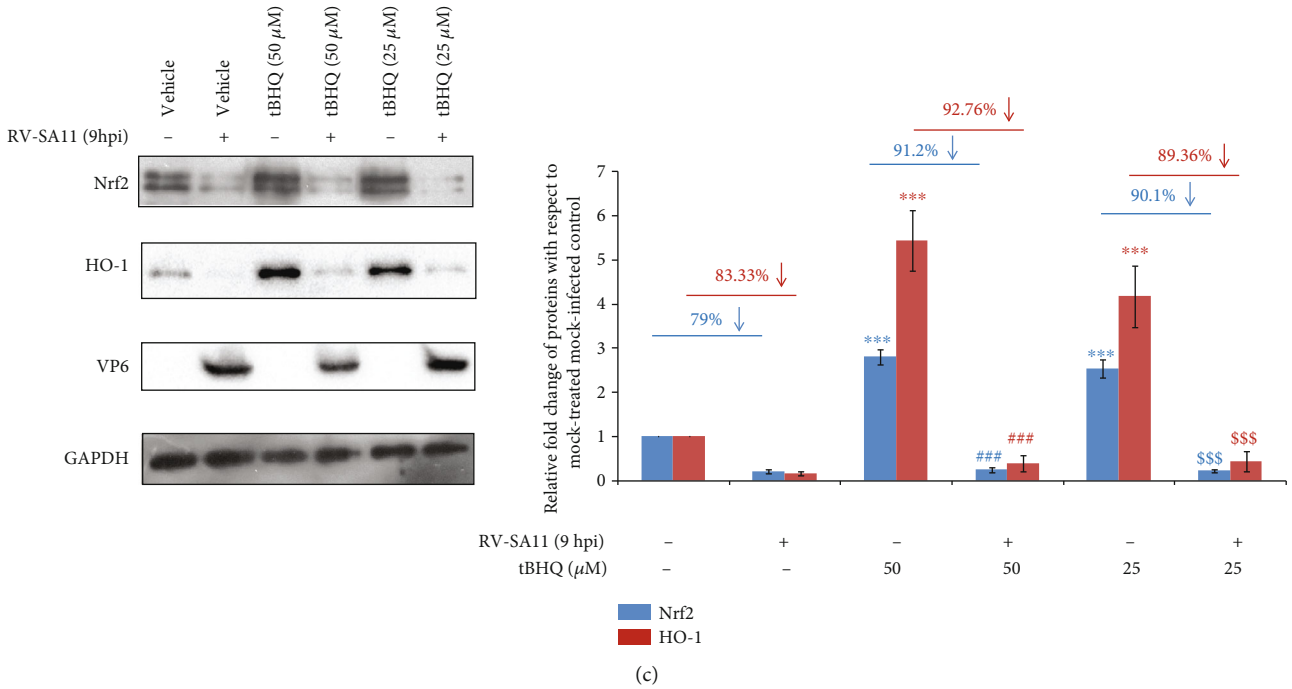 Vehicle
Vehicle
tBHQ (50 μM)
tBHQ (50 μM)
tBHQ (25 μM)
tBHQ (25 μM)
RV-SA11 (9hpi) – + – + – +
Nrf2
HO-1
VP6
GAPDH
Relative fold change of proteins with respect to
mock-treated mock-infected control
7
6
5
4
3
2
1
0
79% ↓
83.33% ↓
91.2% ↓
92.76% ↓
90.1% ↓
89.36% ↓
***
***
###
###
***
***
$$$
$$$
RV-SA11 (9 hpi) – + – + – +
tBHQ (μM) – – 50 50 25 25
Nrf2
HO-1
(c)